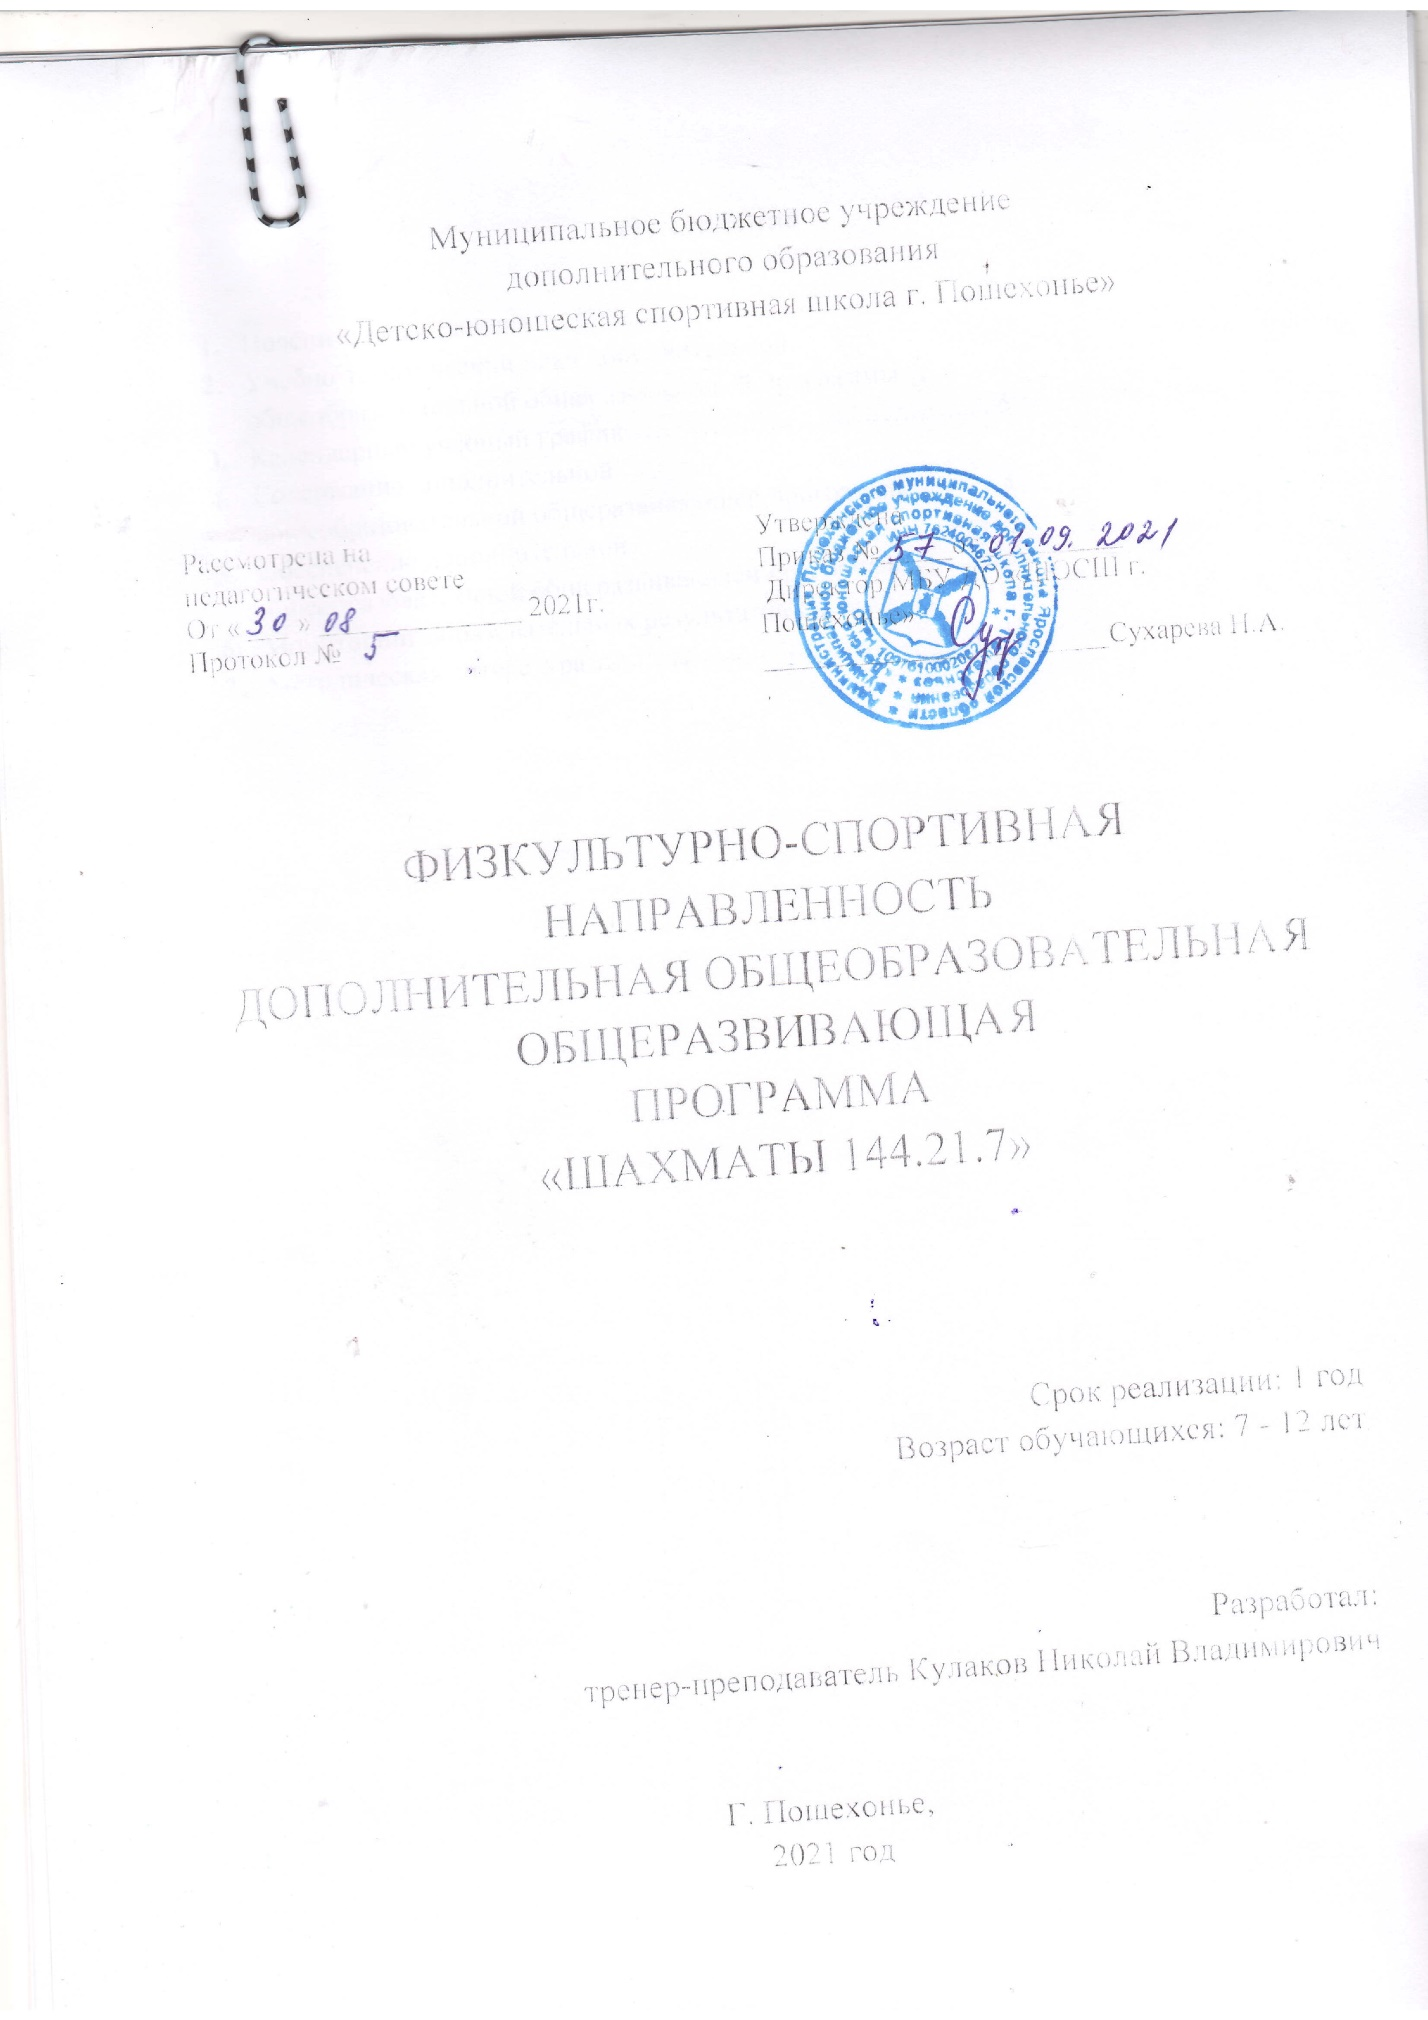 Муниципальное бюджетное учреждение
дополнительного образования
«Детско-юношеская спортивная школа г. Пошехонье»
Рассмотрена на
педагогическом совете
От « 30 » 08 2021г.
Протокол № 5
Утверждена
Приказ № 57 от 01.09.2021
Директор МБУ ДО «ДЮСШ г.
Пошехонье»
Сухарева Н.А.
ФИЗКУЛЬТУРНО-СПОРТИВНАЯ
НАПРАВЛЕННОСТЬ
ДОПОЛНИТЕЛЬНАЯ ОБЩЕОБРАЗОВАТЕЛЬНАЯ
ОБЩЕРАЗВИВАЮЩАЯ
ПРОГРАММА
«ШАХМАТЫ 144.21.7»
Срок реализации: 1 год
Возраст обучающихся: 7 - 12 лет
Разработал:
тренер-преподаватель Кулаков Николай Владимирович
Г. Пошехонье,
2021 год